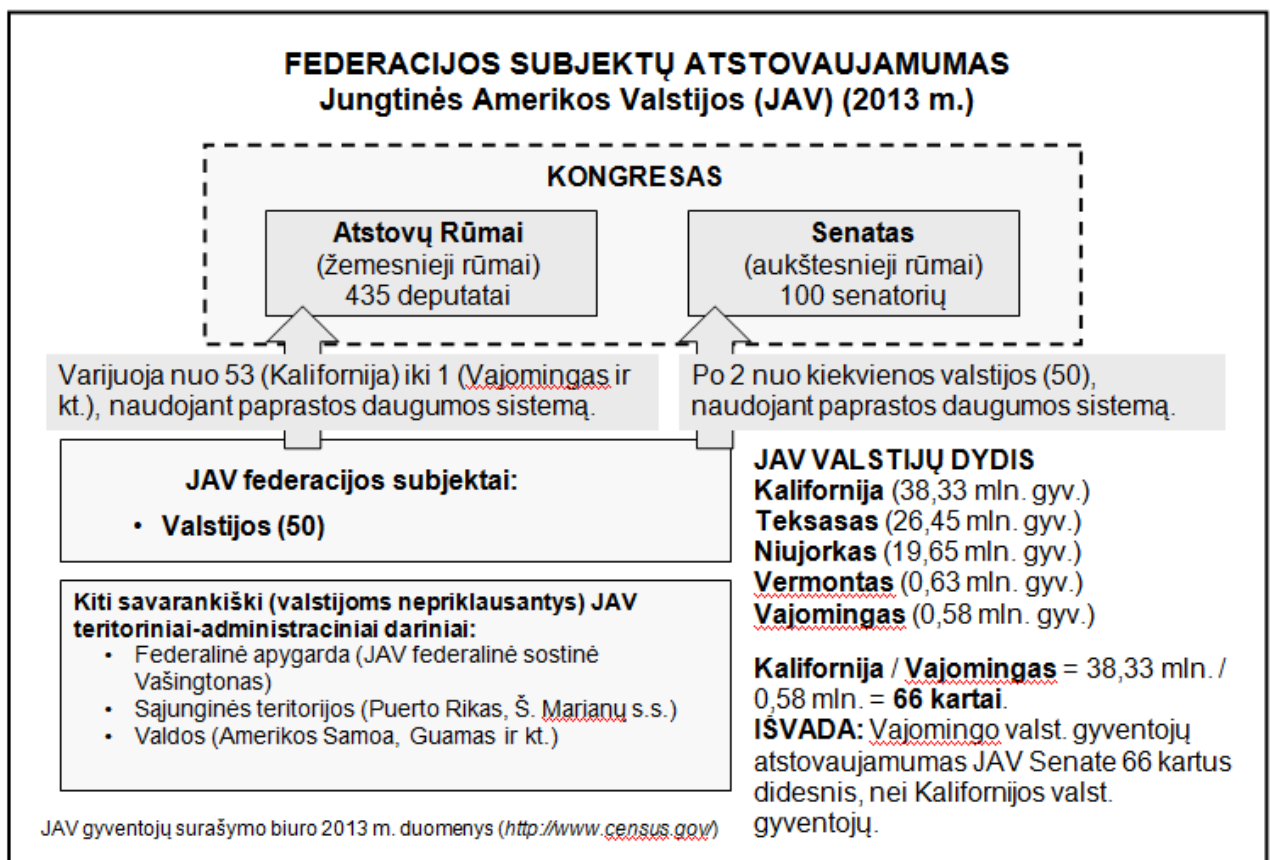 FEDERACIJOS SUBJEKTŲ ATSTOVAUJAMUMAS
Jungtinės Amerikos Valstijos (JAV) (2013 m.)
KONGRESAS
Atstovų Rūmai
(žemesnieji rūmai)
435 deputatai
Senatas
(aukštesnieji rūmai)
100 senatorių
Varijuoja nuo 53 (Kalifornija) iki 1 (Vajomingas ir
kt.), naudojant paprastos daugumos sistemą.
Po 2 nuo kiekvienos valstijos (50),
naudojant paprastos daugumos sistemą.
JAV federacijos subjektai:
• Valstijos (50)
Kiti savarankiški (valstijoms nepriklausantys) JAV
teritoriniai-administraciniai dariniai:
• Federalinė apygarda (JAV federalinė sostinė
Vašingtonas)
• Sąjunginės teritorijos (Puerto Rikas, Š. Marianų s.s.)
• Valdos (Amerikos Samoa, Guamas ir kt.)
JAV VALSTIJŲ DYDIS
Kalifornija (38,33 mln. gyv.)
Teksasas (26,45 mln. gyv.)
Niujorkas (19,65 mln. gyv.)
Vermontas (0,63 mln. gyv.)
Vajomingas (0,58 mln. gyv.)
Kalifornija / Vajomingas = 38,33 mln. /
0,58 mln. = 66 kartai.
IŠVADA: Vajomingo valst. gyventojų
atstovaujamumas JAV Senate 66 kartus
didesnis, nei Kalifornijos valst.
gyventojų.
JAV gyventojų surašymo biuro 2013 m. duomenys (http://www.census.gov/)